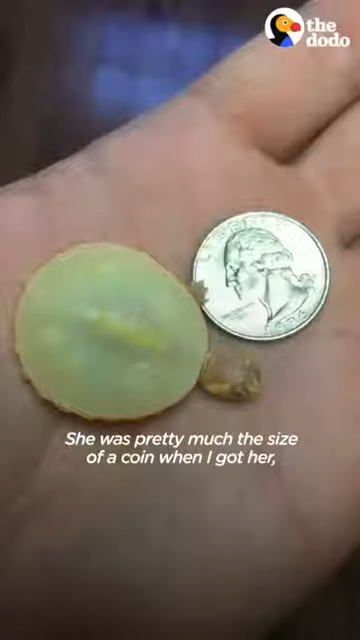 the
dodo
She was pretty much the size
of a coin when I got her,